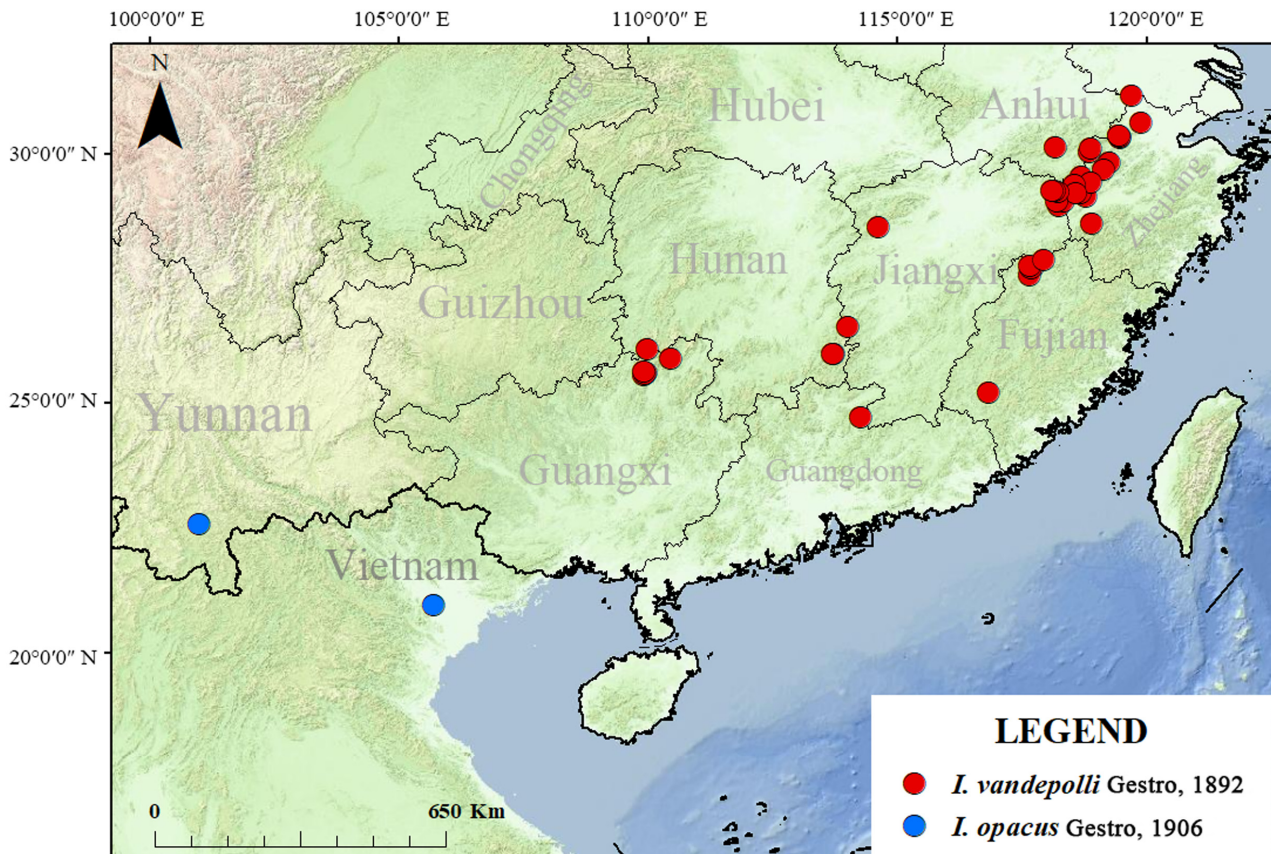 100°0′0″ E 105°0′0″ E 110°0′0″ E 115°0′0″ E 120°0′0″ E
N
30°0′0″ N
25°0′0″ N
20°0′0″ N
Hubei
Anhui
Chongqing
Zhejiang
Hunan
Jiangxi
Guizhou
Fujian
Yunnan
Guangxi
Guangdong
Vietnam
0 650 Km
LEGEND
I. vandepolli Gestro, 1892
I. opacus Gestro, 1906